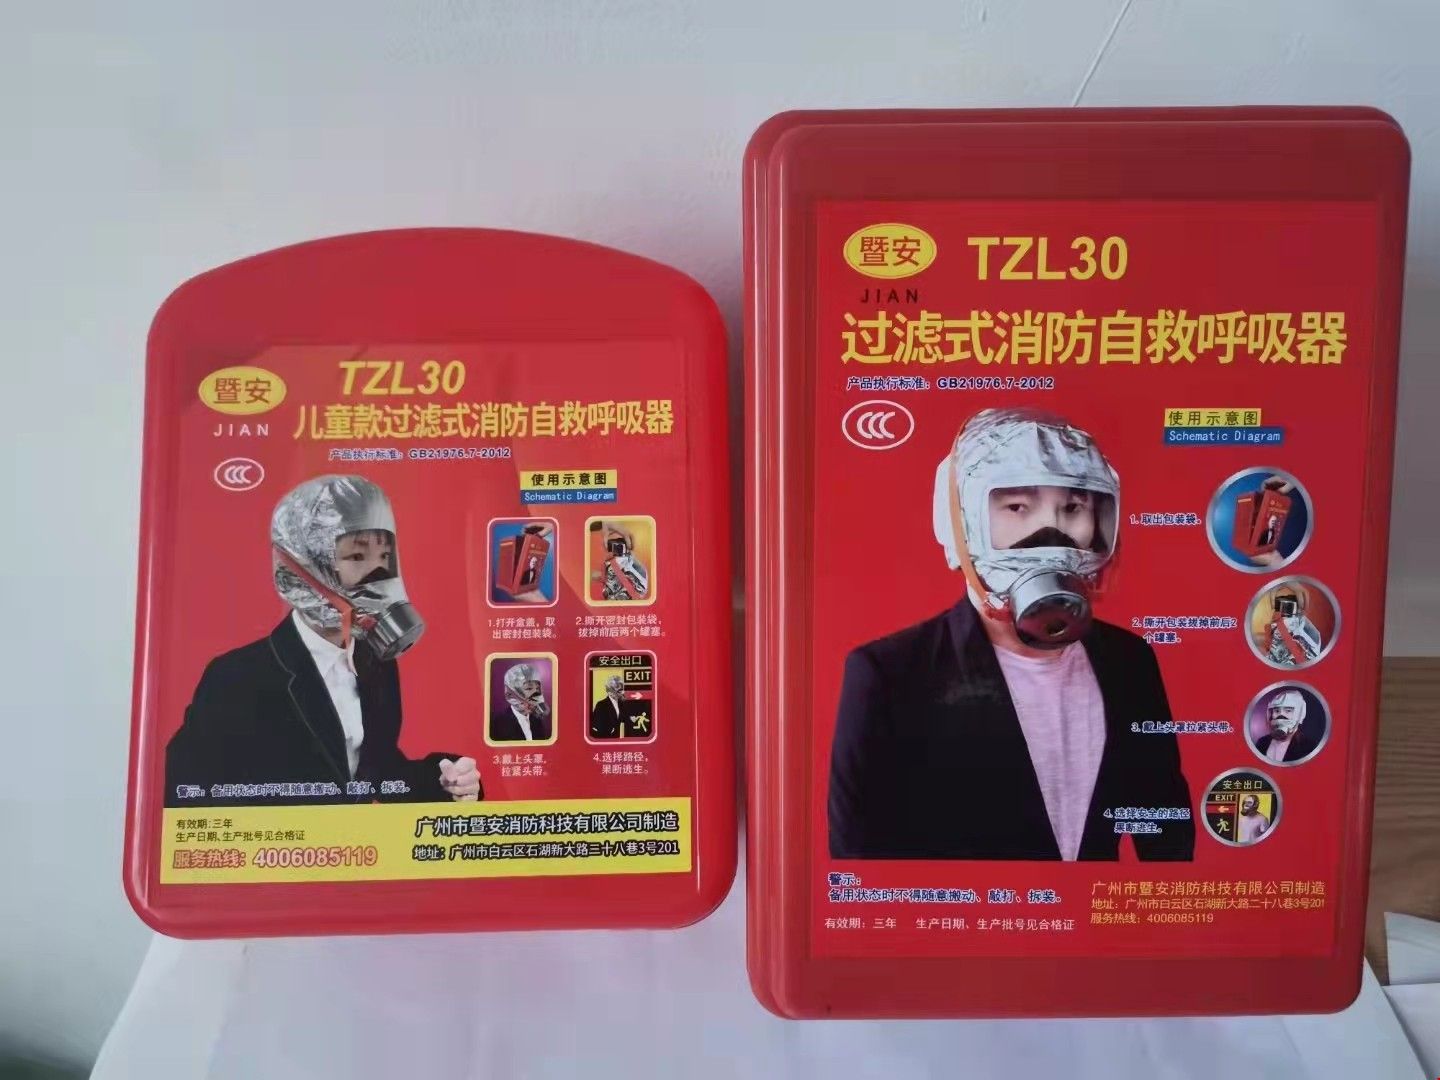 暨安
JIAN
TZL30
儿童款过滤式消防自救呼吸器
产品执行标准：GB21976.7-2012
CCC
使用示意图
Schematic Diagram
1.打开盒盖，取
出密封包装袋。
2.撕开密封包装袋，
拔掉前后两个罐塞。
安全出口
EXIT
3.戴上头罩，
拉紧头带。
4.选择路径，
果断逃生。
警示：备用状态时不得随意搬动、敲打、拆装。
有效期:三年
生产日期、生产批号见合格证
服务热线：4006085119
广州市暨安消防科技有限公司制造
地址：广州市白云区石湖新大路三十八巷3号201
暨安
JIAN
TZL30
过滤式消防自救呼吸器
产品执行标准：GB21976.7-2012
CCC
使用示意图
Schematic Diagram
1. 取出包装袋。
2. 撕开包装拔掉前后2
个罐塞。
3. 戴上头罩拉紧头带。
安全出口
EXIT
4. 选择安全的路径
果断逃生。
警示：
备用状态时不得随意搬动、敲打、拆装。
有效期：三年 生产日期、生产批号见合格证
广州市暨安消防科技有限公司制造
地址：广州市白云区石湖新大路二十八巷3号201
服务热线：4006085119